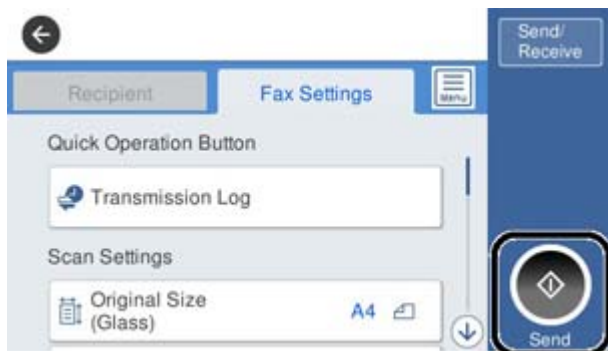 Send/
Receive
Recipient
Fax Settings
Menu
Quick Operation Button
Transmission Log
Scan Settings
Original Size
(Glass)
A4
Send